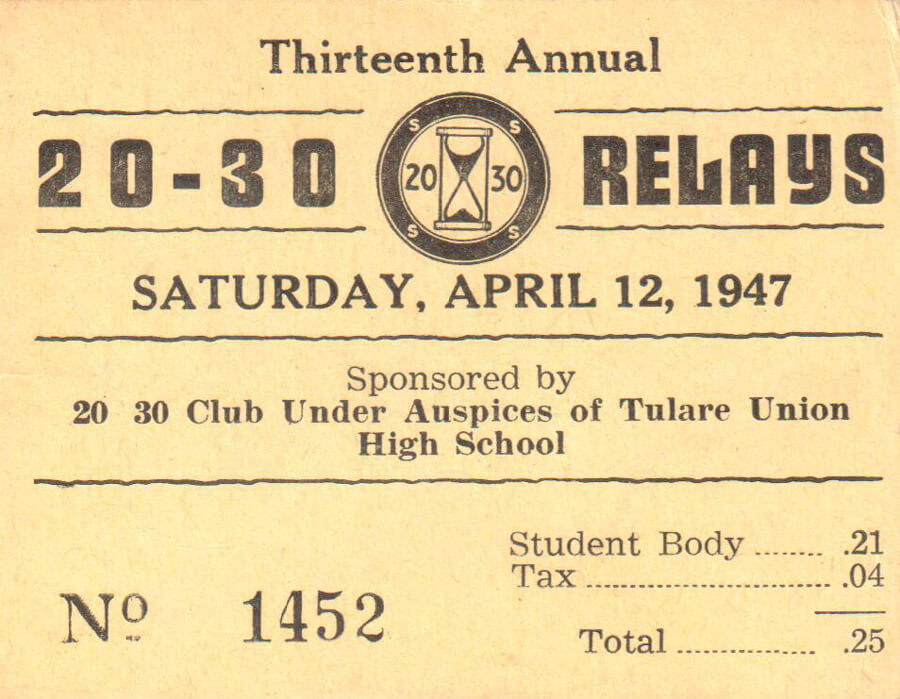 Thirteenth Annual
20-30 RELAYS
S S
20 30
S S
SATURDAY, APRIL 12, 1947
Sponsored by
20 30 Club Under Auspices of Tulare Union
High School
Student Body ........ .21
Tax ............................ .04
Nº 1452
Total ................ .25